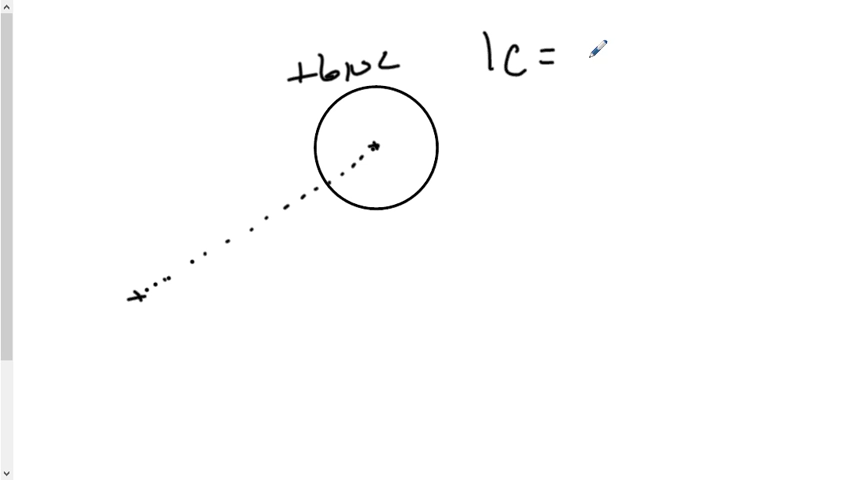 +6nc
1c =